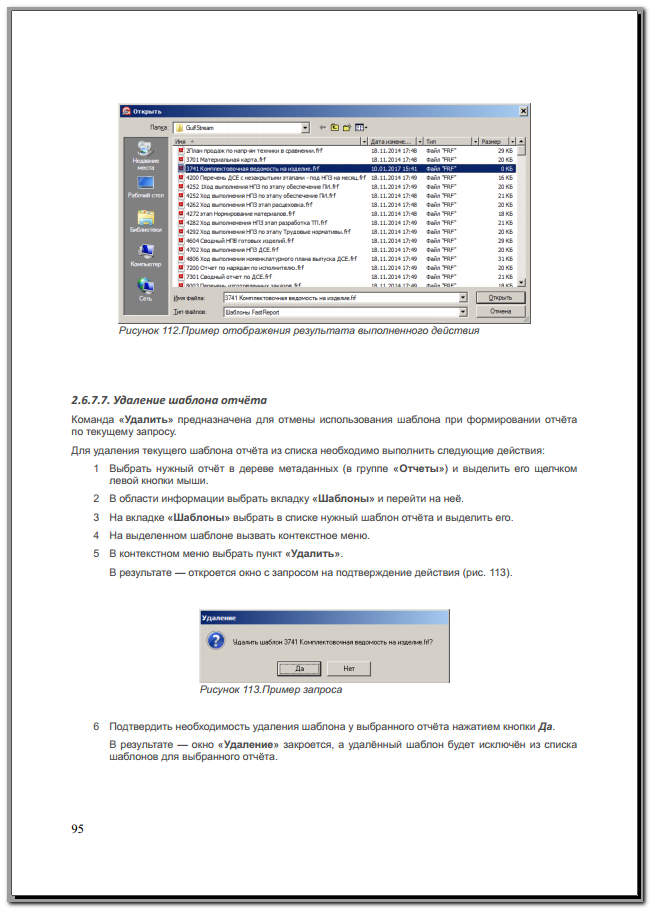 Открыть
Папка: GulfStream
Имя Дата измене... Тип Размер
2План продаж по напр-ям техники в сравнении.frf 18.11.2014 17:48 Файл "FRF" 29 КБ
3701 Материальная карта.frf 18.11.2014 17:48 Файл "FRF" 20 КБ
3741 Комплектовочная ведомость на изделие.frf 10.01.2017 15:41 Файл "FRF" 0 КБ
4200 Перечень ДСЕ с незакрытыми этапами - под НПЗ на месяц.frf 18.11.2014 17:49 Файл "FRF" 16 КБ
4252 1Ход выполнения НПЗ по этапу обеспечение ПИ.frf 18.11.2014 17:49 Файл "FRF" 20 КБ
4252 Ход выполнения НПЗ по этапу обеспечение ПИ.frf 18.11.2014 17:48 Файл "FRF" 21 КБ
4262 Ход выполнения НПЗ этап расцеховка.frf 18.11.2014 17:48 Файл "FRF" 20 КБ
4272 этап Нормирование материалов.frf 18.11.2014 17:48 Файл "FRF" 18 КБ
4282 Ход выполнения НПЗ этап разработка ТП.frf 18.11.2014 17:49 Файл "FRF" 21 КБ
4292 Ход выполнения НПЗ по этапу Трудовые нормативы.frf 18.11.2014 17:49 Файл "FRF" 20 КБ
4604 Сводный НПВ готовых изделий.frf 18.11.2014 17:49 Файл "FRF" 29 КБ
4702 Ход выполнения НПЗ ДСЕ.frf 18.11.2014 17:49 Файл "FRF" 20 КБ
4806 Ход выполнения номенклатурного плана выпуска ДСЕ.frf 18.11.2014 17:49 Файл "FRF" 31 КБ
7200 Отчет по нарядам по исполнителю.frf 18.11.2014 17:48 Файл "FRF" 20 КБ
7301 Сводный отчет по ДСЕ.frf 18.11.2014 17:49 Файл "FRF" 21 КБ
8003 Перечень изготовленных заказов.frf 18.11.2014 17:49 Файл "FRF" 18 КБ
Недавние места
Рабочий стол
Библиотеки
Компьютер
Сеть
Имя файла: 3741 Комплектовочная ведомость на изделие.frf Открыть
Тип файлов: Шаблоны FastReport Отмена
Рисунок 112.Пример отображения результата выполненного действия
2.6.7.7. Удаление шаблона отчёта
Команда «Удалить» предназначена для отмены использования шаблона при формировании отчёта
по текущему запросу.
Для удаления текущего шаблона отчёта из списка необходимо выполнить следующие действия:
1 Выбрать нужный отчёт в дереве метаданных (в группе «Отчеты») и выделить его щелчком
левой кнопки мыши.
2 В области информации выбрать вкладку «Шаблоны» и перейти на неё.
3 На вкладке «Шаблоны» выбрать в списке нужный шаблон отчёта и выделить его.
4 На выделенном шаблоне вызвать контекстное меню.
5 В контекстном меню выбрать пункт «Удалить».
В результате — откроется окно с запросом на подтверждение действия (рис. 113).
Удаление
Удалить шаблон 3741 Комплектовочная ведомость на изделие.frf?
Да Нет
Рисунок 113.Пример запроса
6 Подтвердить необходимость удаления шаблона у выбранного отчёта нажатием кнопки Да.
В результате — окно «Удаление» закроется, а удалённый шаблон будет исключён из списка
шаблонов для выбранного отчёта.
95